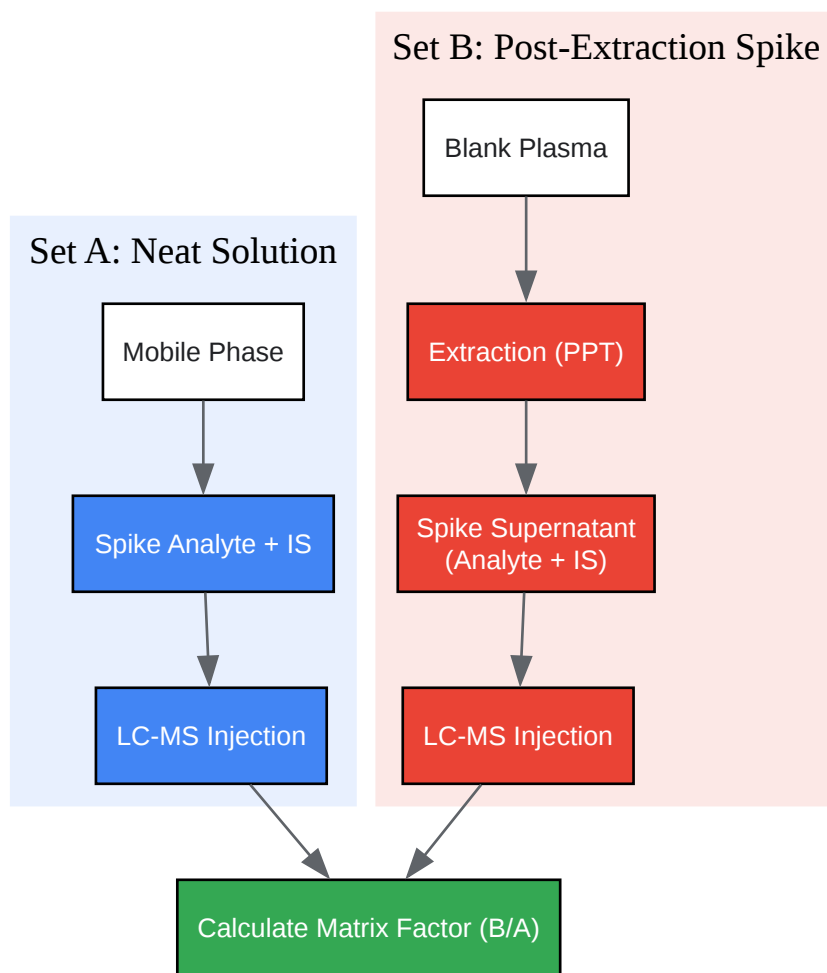 Set A: Neat Solution
Mobile Phase
Spike Analyte + IS
LC-MS Injection
Set B: Post-Extraction Spike
Blank Plasma
Extraction (PPT)
Spike Supernatant
(Analyte + IS)
LC-MS Injection
Calculate Matrix Factor (B/A)